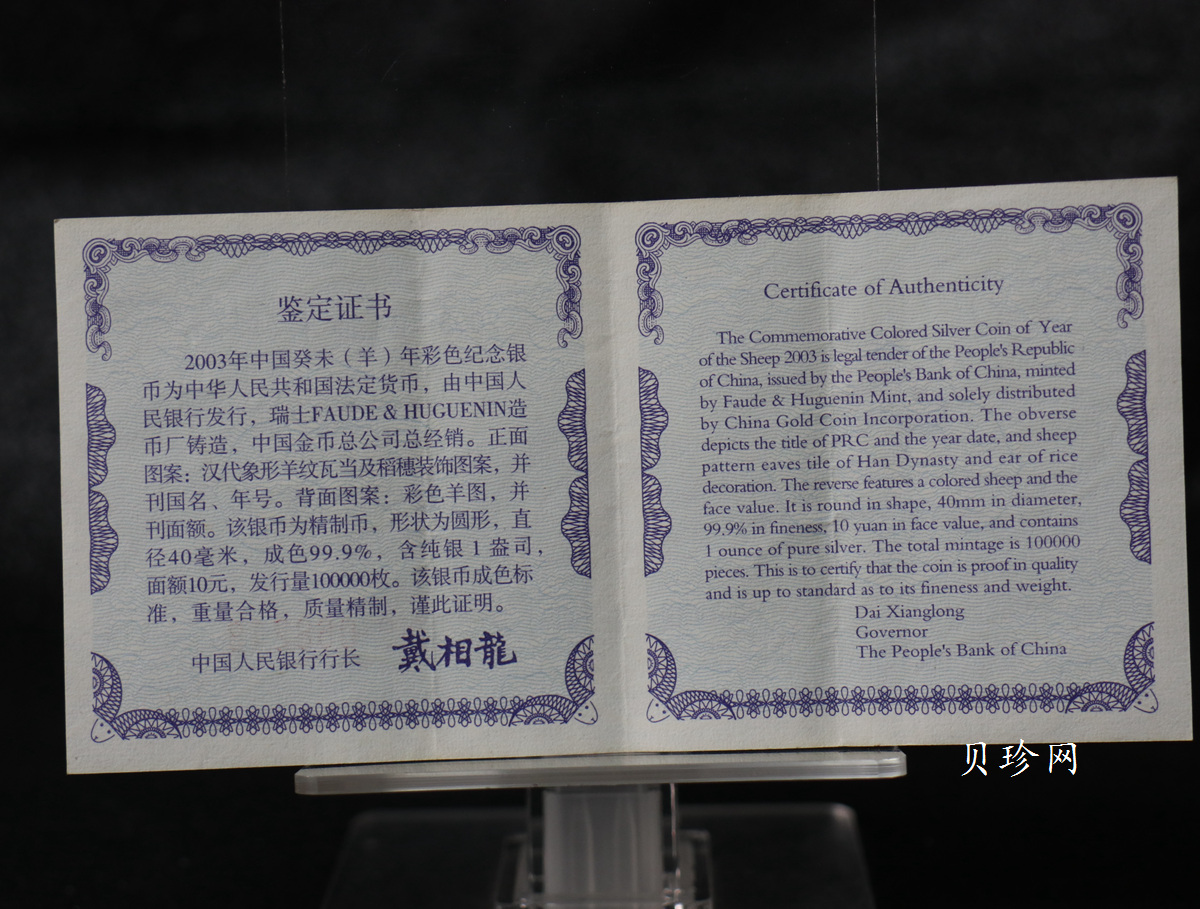 鉴定证书
2003年中国癸未（羊）年彩色纪念银
币为中华人民共和国法定货币，由中国人
民银行发行，瑞士FAUDE & HUGUENIN造
币厂铸造，中国金币总公司总经销。正面
图案：汉代象形羊纹瓦当及稻穗装饰图案，并
刊国名、年号。背面图案：彩色羊图，并
刊面额。该银币为精制币，形状为圆形，直
径40毫米，成色99.9%，含纯银1盎司，
面额10元，发行量100000枚。该银币成色标
准，重量合格，质量精制，谨此证明。
中国人民银行行长 戴相龍
Certificate of Authenticity
The Commemorative Colored Silver Coin of Year
of the Sheep 2003 is legal tender of the People's Republic
of China, issued by the People's Bank of China, minted
by Faude & Huguenin Mint, and solely distributed
by China Gold Coin Incorporation. The obverse
depicts the title of PRC and the year date, and sheep
pattern eaves tile of Han Dynasty and ear of rice
decoration. The reverse features a colored sheep and the
face value. It is round in shape, 40mm in diameter,
99.9% in fineness, 10 yuan in face value, and contains
1 ounce of pure silver. The total mintage is 100000
pieces. This is to certify that the coin is proof in quality
and is up to standard as to its fineness and weight.
Dai Xianglong
Governor
The People's Bank of China
贝珍网